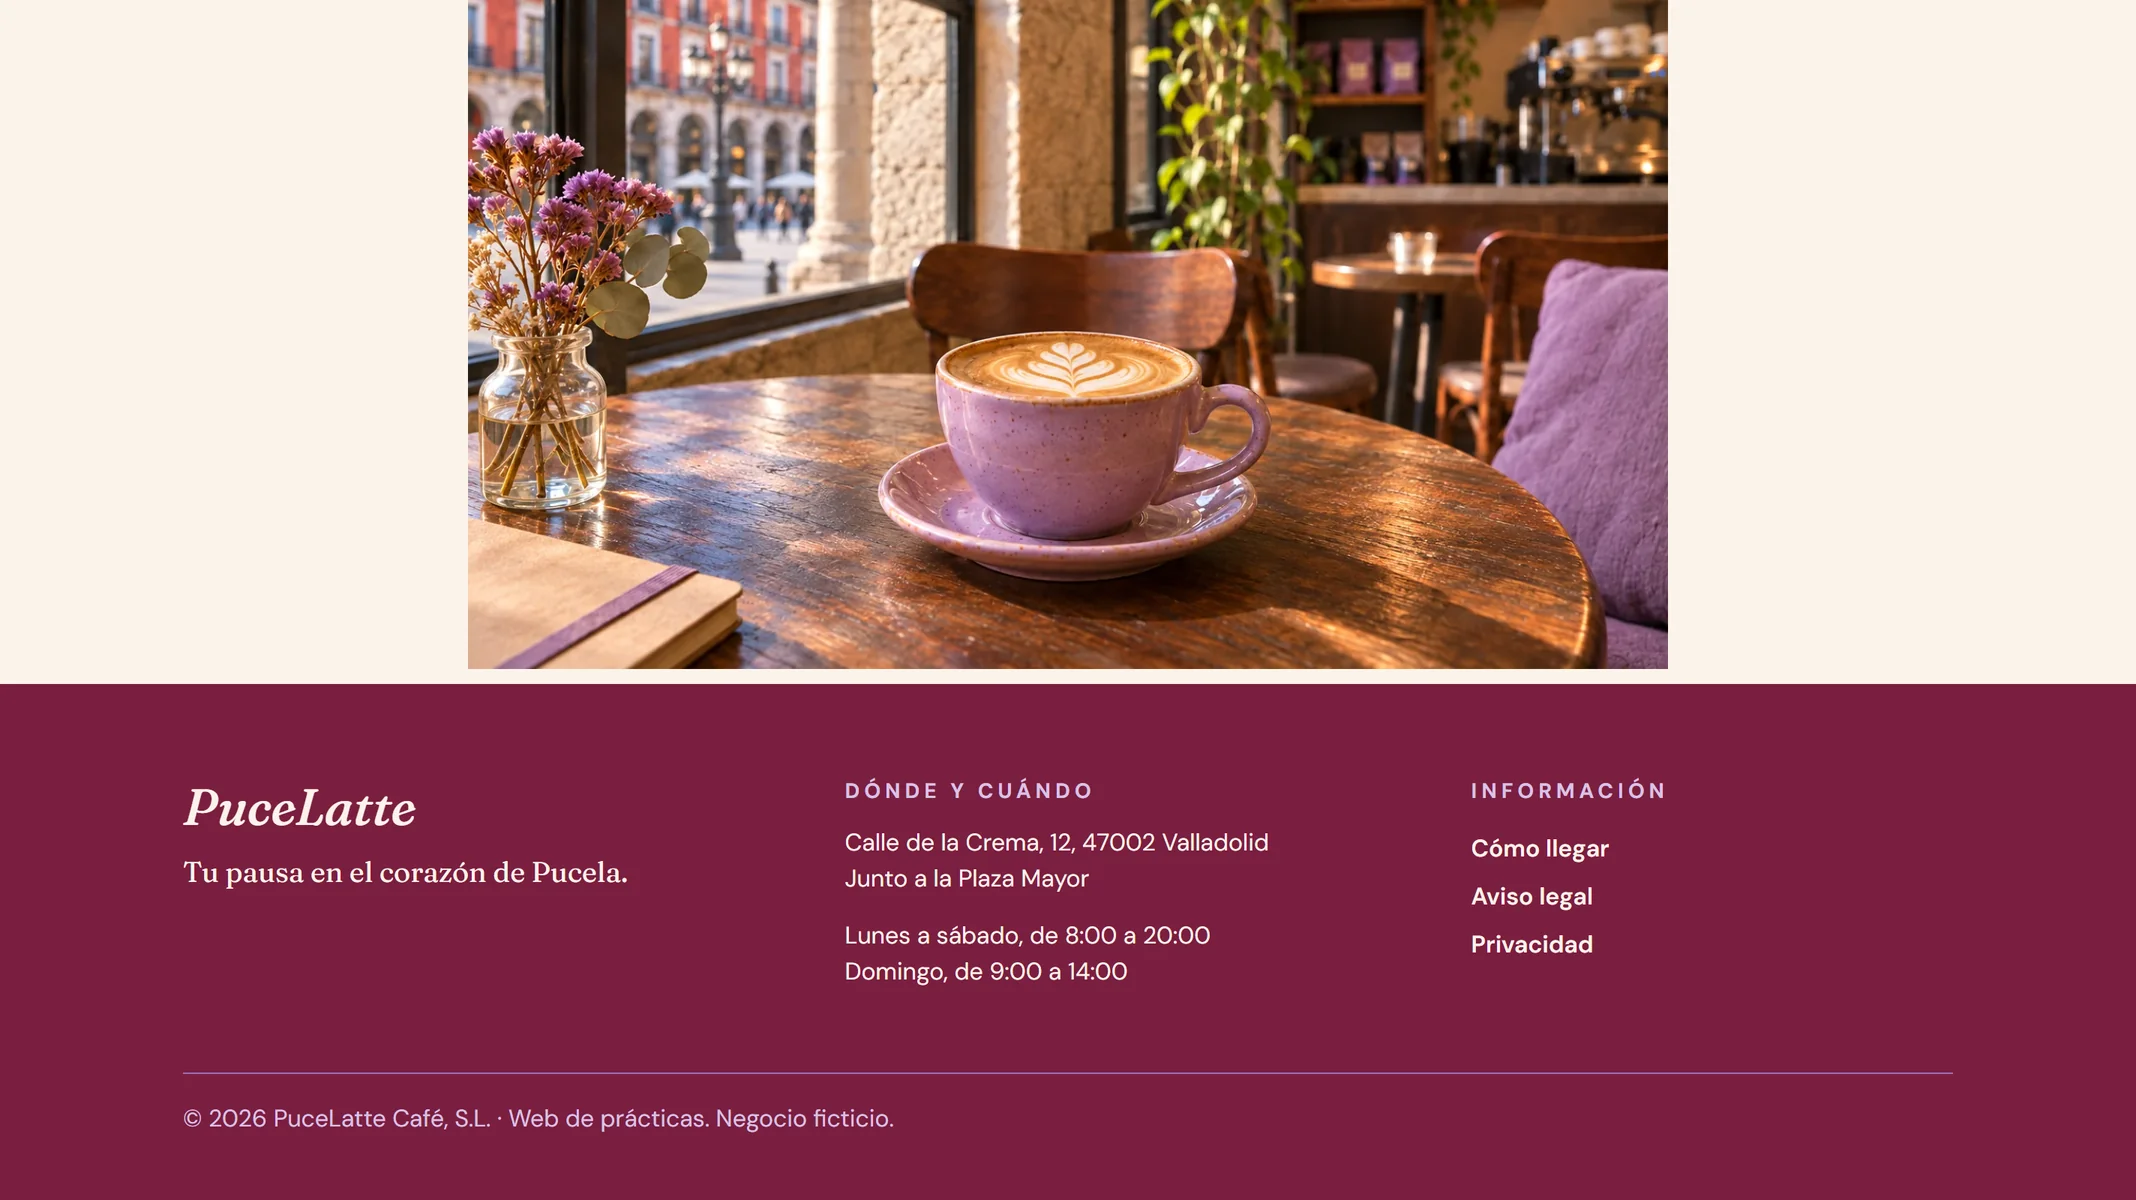 PuceLatte
Tu pausa en el corazón de Pucela.
DÓNDE Y CUÁNDO
Calle de la Crema, 12, 47002 Valladolid
Junto a la Plaza Mayor
Lunes a sábado, de 8:00 a 20:00
Domingo, de 9:00 a 14:00
INFORMACIÓN
Cómo llegar
Aviso legal
Privacidad
© 2026 PuceLatte Café, S.L. · Web de prácticas. Negocio ficticio.